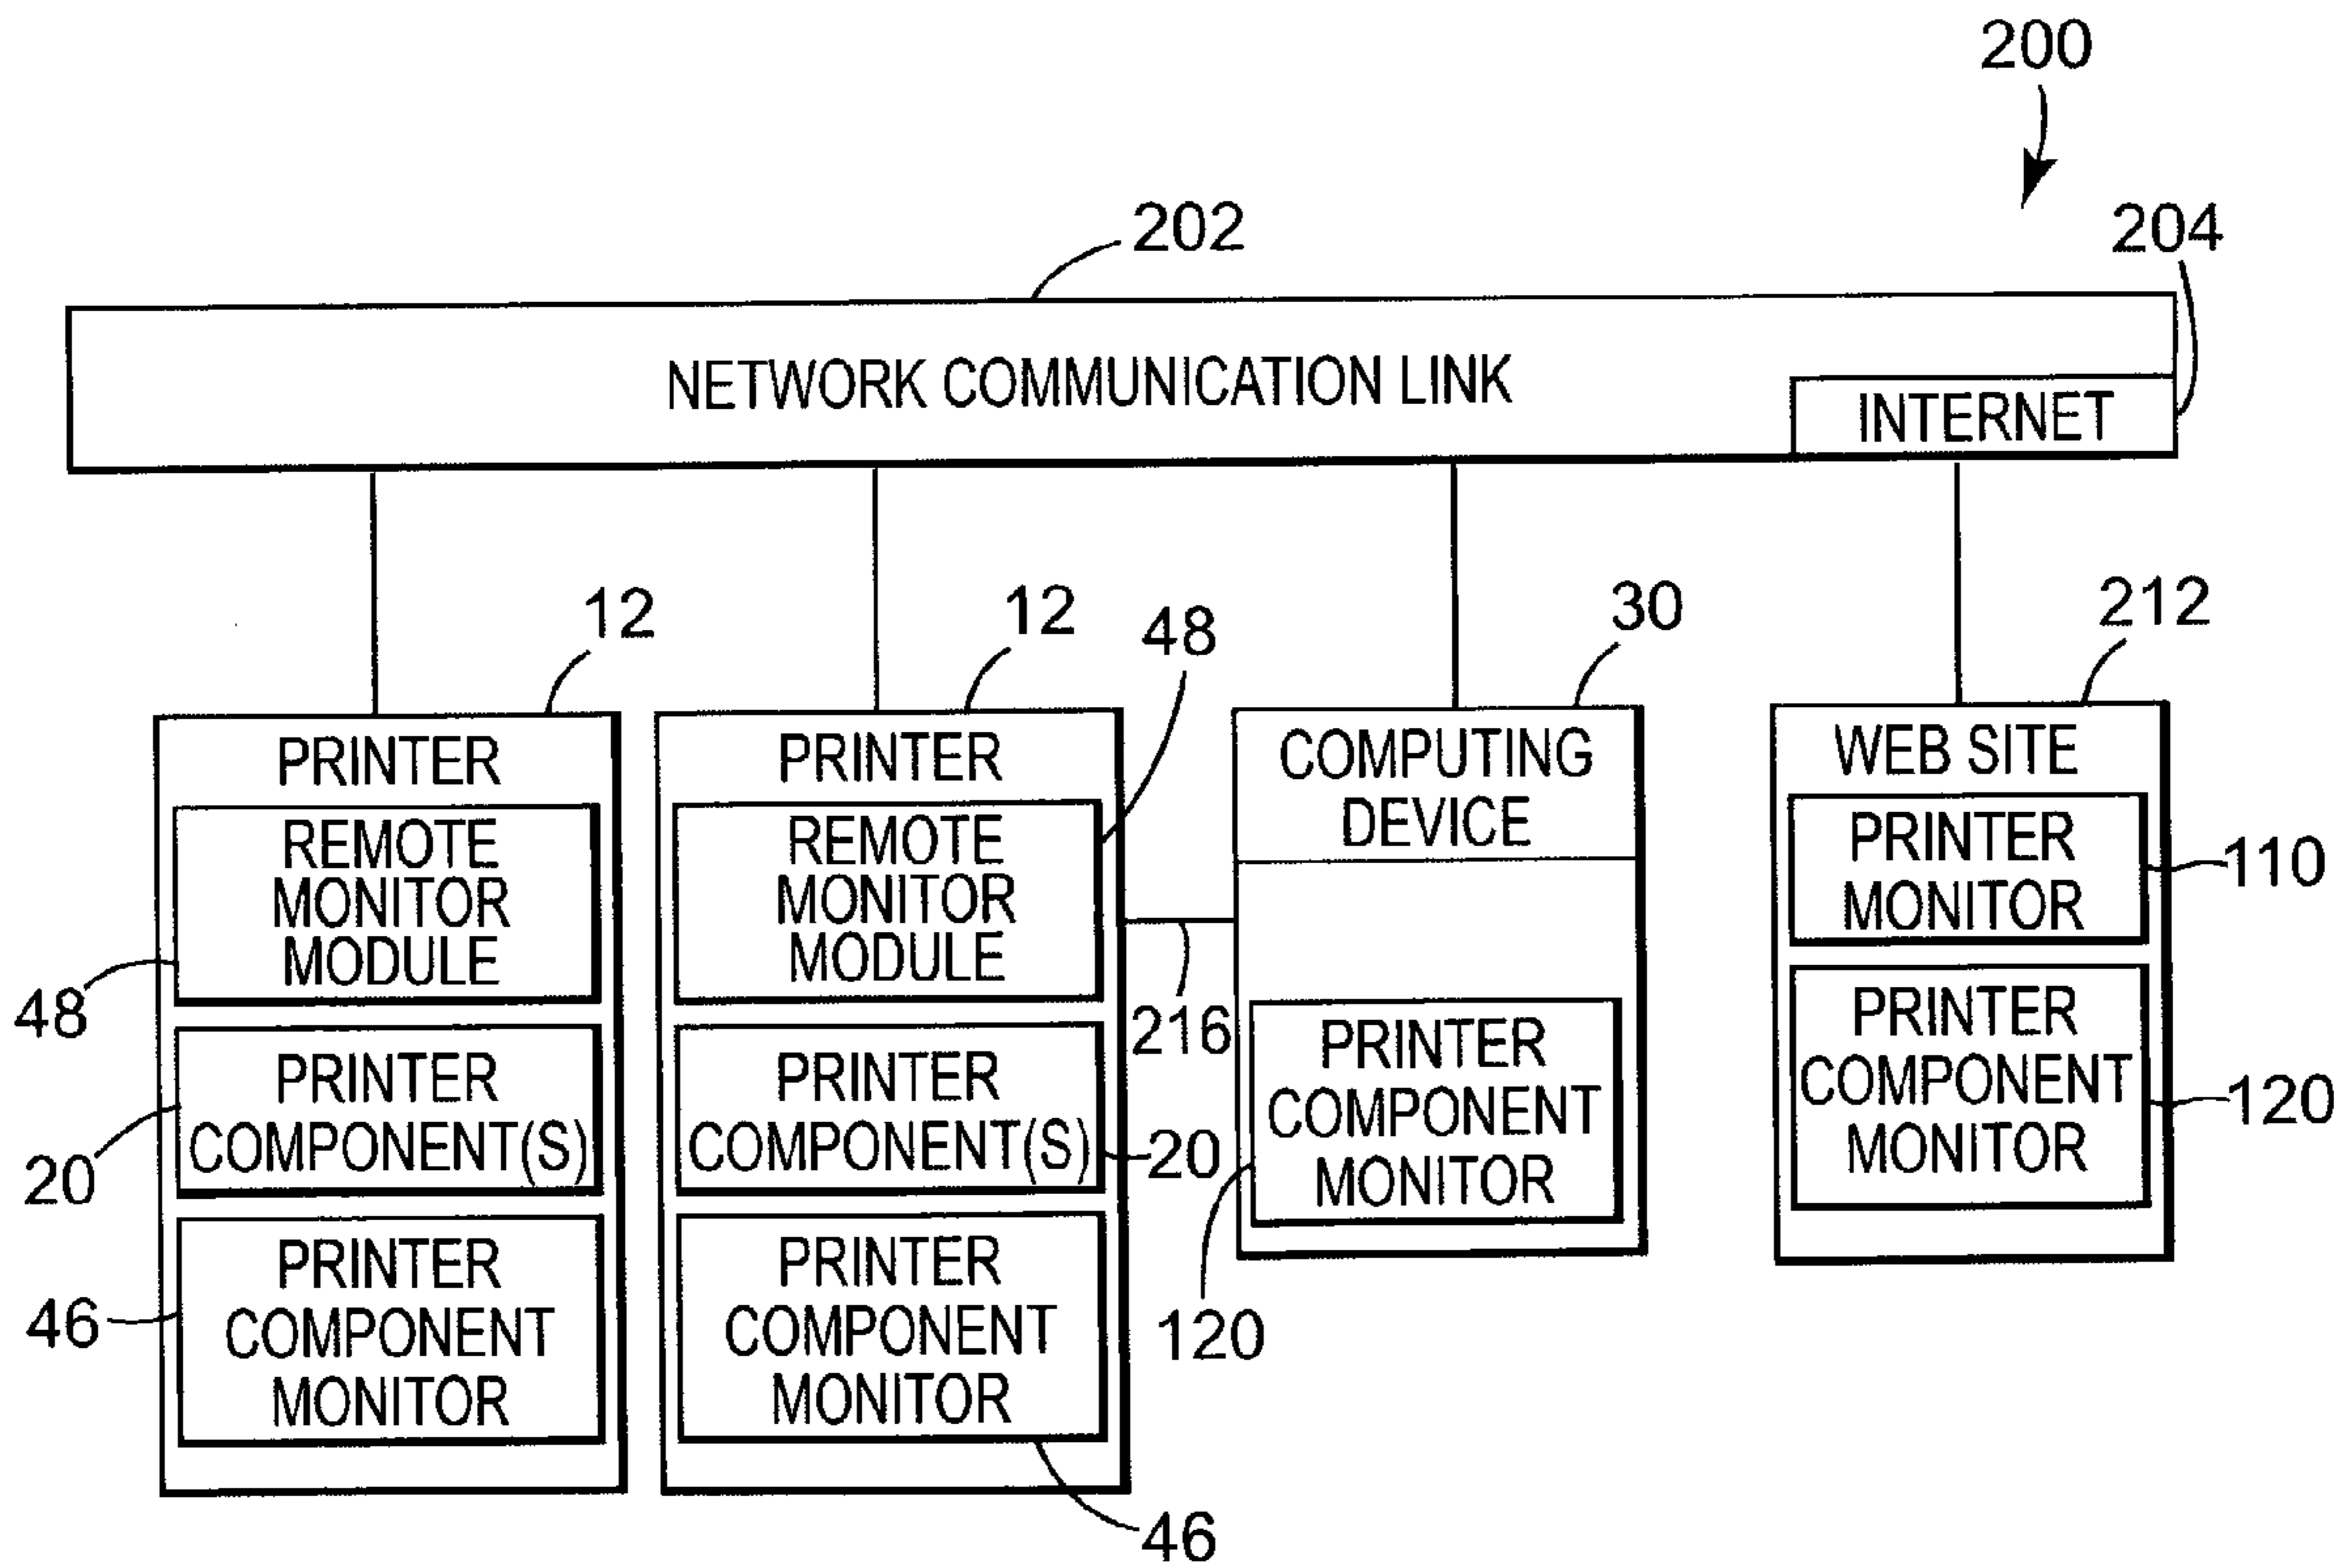 200
202
204
NETWORK COMMUNICATION LINK
INTERNET
12
12
48
30
212
PRINTER
REMOTE
MONITOR
MODULE
48
PRINTER
COMPONENT(S)
20
PRINTER
COMPONENT
MONITOR
46
PRINTER
REMOTE
MONITOR
MODULE
216
PRINTER
COMPONENT(S)
20
PRINTER
COMPONENT
MONITOR
46
COMPUTING
DEVICE
PRINTER
COMPONENT
MONITOR
120
WEB SITE
PRINTER
MONITOR
110
PRINTER
COMPONENT
MONITOR
120